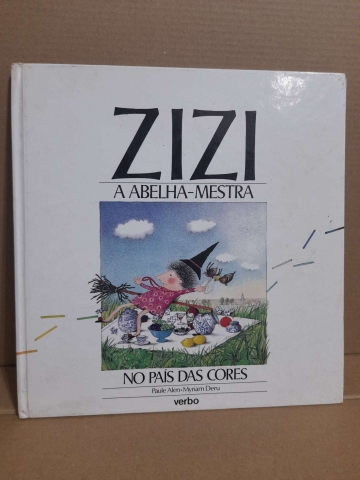 ZIZI
A ABELHA-MESTRA
NO PAÍS DAS CORES
Paule Alen-Myriam Deru
verbo